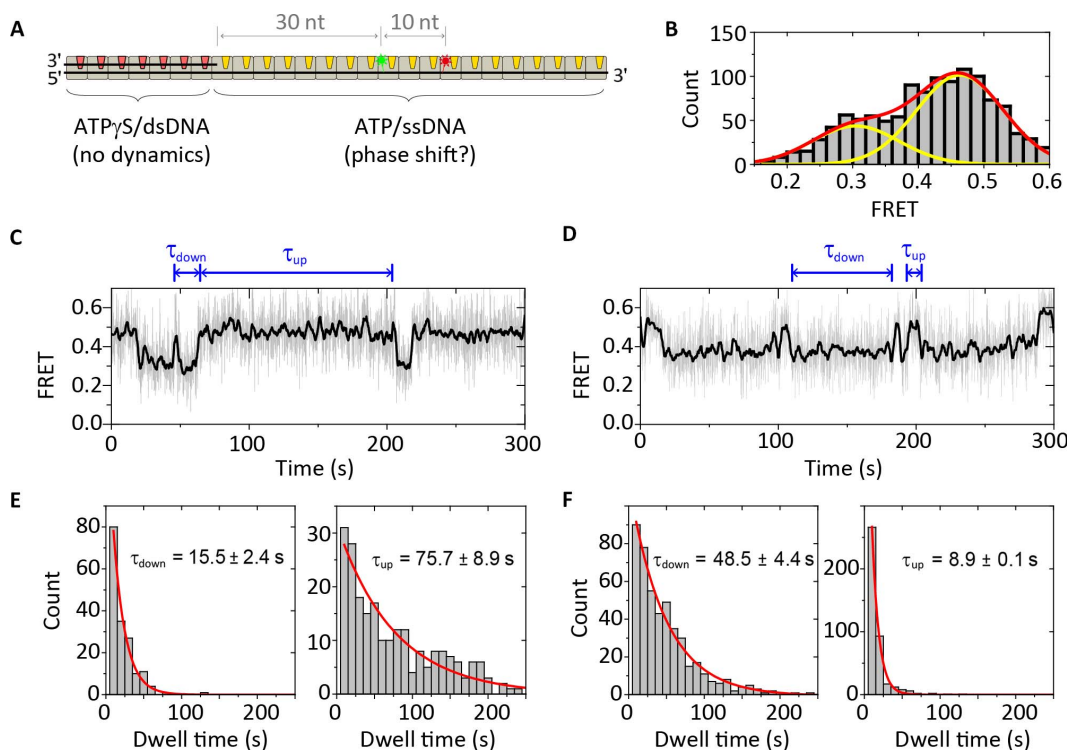 A
30 nt
10 nt
3'
5'
3'
ATPγS/dsDNA
(no dynamics)
ATP/ssDNA
(phase shift?)
B
150
100
50
0
Count
0.2 0.3 0.4 0.5 0.6
FRET
C
τdown
τup
0.6
0.4
0.2
0.0
FRET
0 100 200 300
Time (s)
D
τdown
τup
0.6
0.4
0.2
0.0
FRET
0 100 200 300
Time (s)
E
80
60
40
20
0
Count
τdown = 15.5 ± 2.4 s
0 100 200
Dwell time (s)
30
20
10
0
τup = 75.7 ± 8.9 s
0 100 200
Dwell time (s)
F
80
60
40
20
0
Count
τdown = 48.5 ± 4.4 s
0 100 200
Dwell time (s)
200
100
0
τup = 8.9 ± 0.1 s
0 100 200
Dwell time (s)